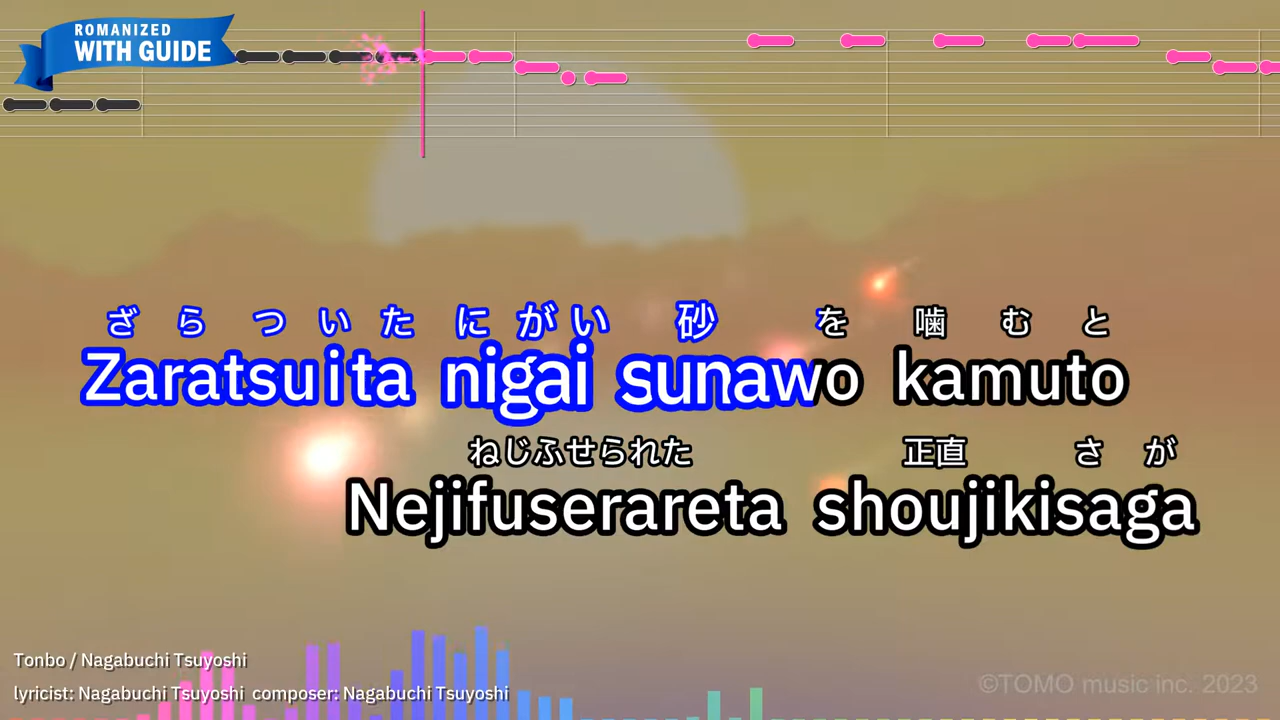 ROMANIZED
WITH GUIDE
ざらついた にがい 砂を 噛むと
Zaratsuita nigai sunawo kamuto
ねじふせられた 正直さが
Nejifuserareta shoujikisaga
Tonbo / Nagabuchi Tsuyoshi
lyricist: Nagabuchi Tsuyoshi composer: Nagabuchi Tsuyoshi
©TOMO music inc. 2023